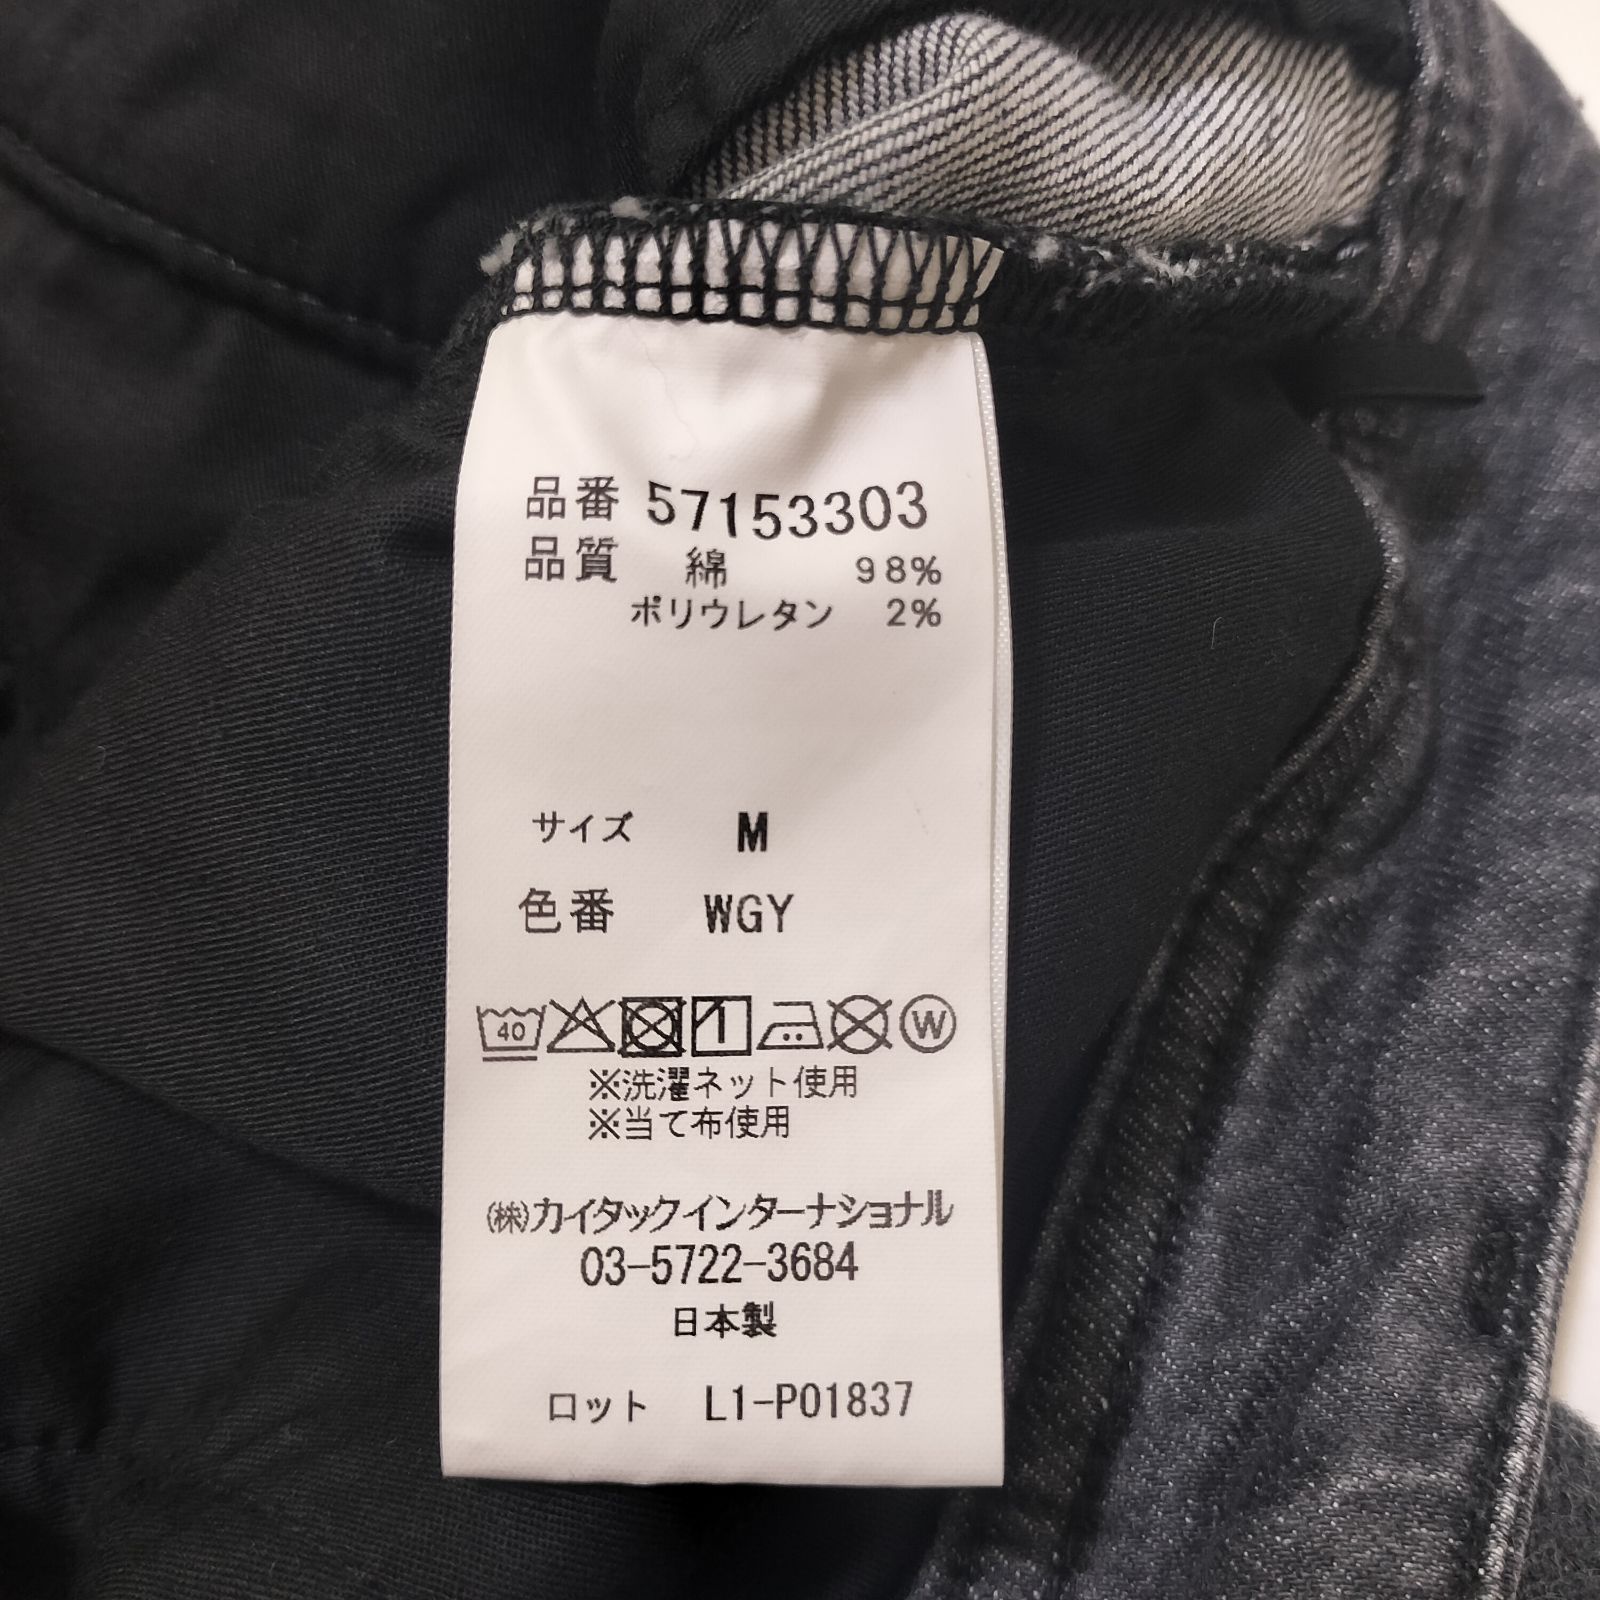 品番 57153303
品質 綿 98%
ポリウレタン 2%
サイズ M
色番 WGY
40 W
※洗濯ネット使用
※当て布使用
㈱カイタックインターナショナル
03-5722-3684
日本製
ロット L1-P01837